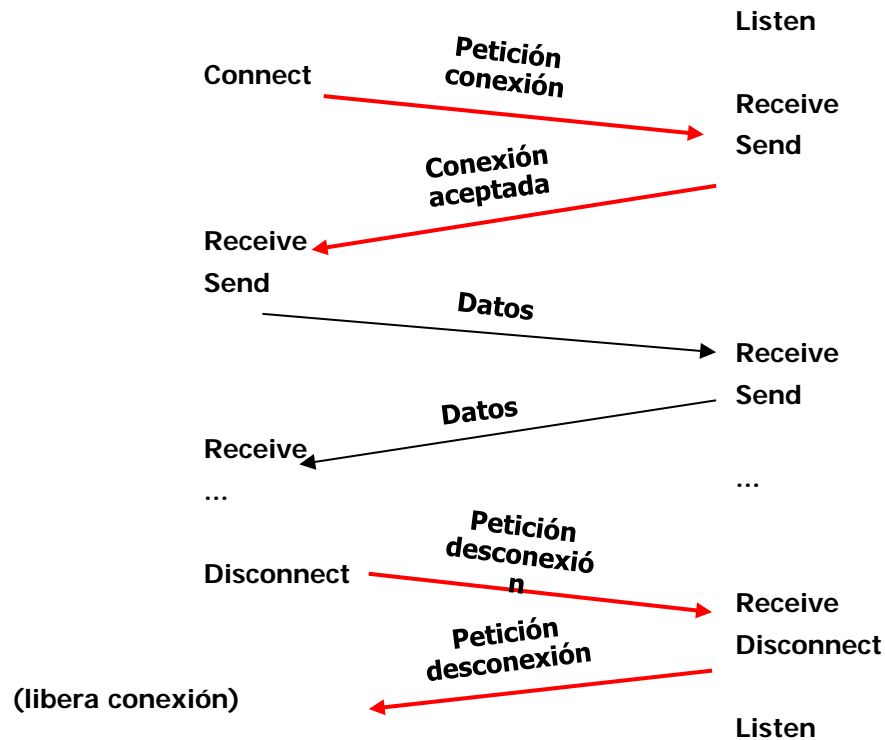 Listen
Petición
conexión
Connect
Receive
Send
Conexión
aceptada
Receive
Send
Datos
Receive
Send
Datos
Receive
...
...
Petición
desconexió
n
Disconnect
Receive
Disconnect
Petición
desconexión
(libera conexión)
Listen